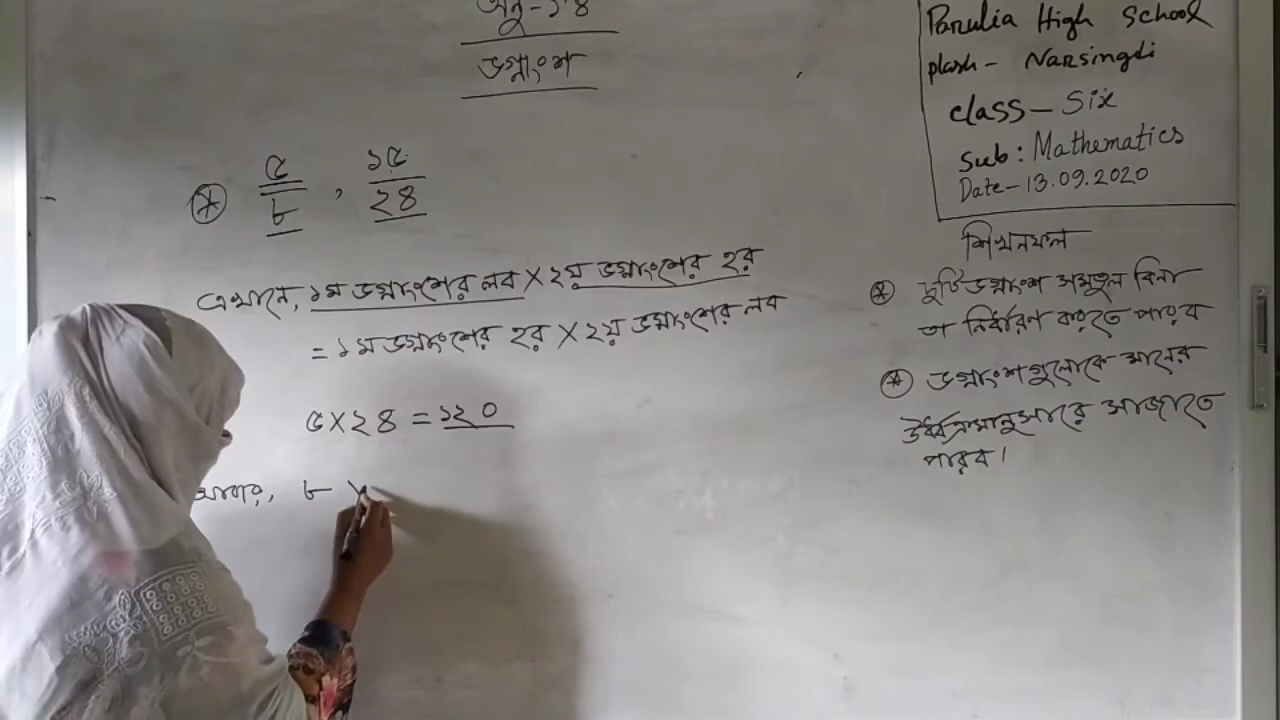 অনু-১.৪
ভগ্নাংশ
৫/৮ , ১৫/২৪
এখানে, ১ম ভগ্নাংশের লব × ২য় ভগ্নাংশের হর
= ১ম ভগ্নাংশের হর × ২য় ভগ্নাংশের লব
৫×২৪ = ১২০
আবার, ৮ ×
Parulia High School
plash- Narsingdi
class- Six
Sub: Mathematics
Date-13.09.2020
শিখনফল
দুটি ভগ্নাংশ সমতুল কিনা
তা নির্ধারণ করতে পারব
ভগ্নাংশগুলোকে মানের
উর্ধ্বক্রমানুসারে সাজাতে
পারব।